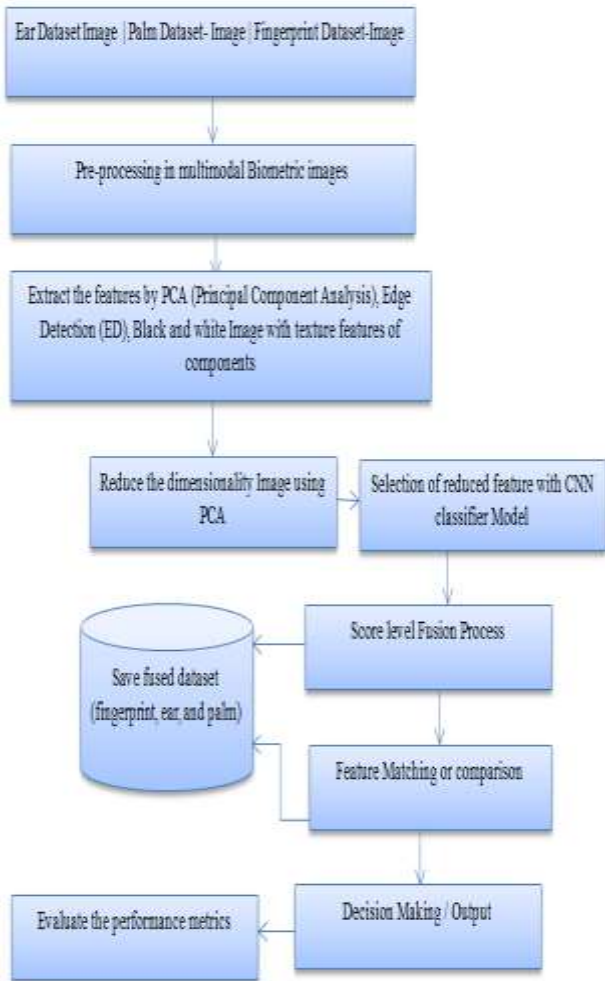 Ear Dataset Image | Palm Dataset- Image | Fingerprint Dataset-Image
Pre-processing in multimodal Biometric images
Extract the features by PCA (Principal Component Analysis), Edge
Detection (ED), Black and white Image with texture features of
components
Reduce the dimensionality Image using
PCA
Selection of reduced feature with CNN
classifier Model
Score level Fusion Process
Save fused dataset
(fingerprint, ear, and palm)
Feature Matching or comparison
Decision Making / Output
Evaluate the performance metrics